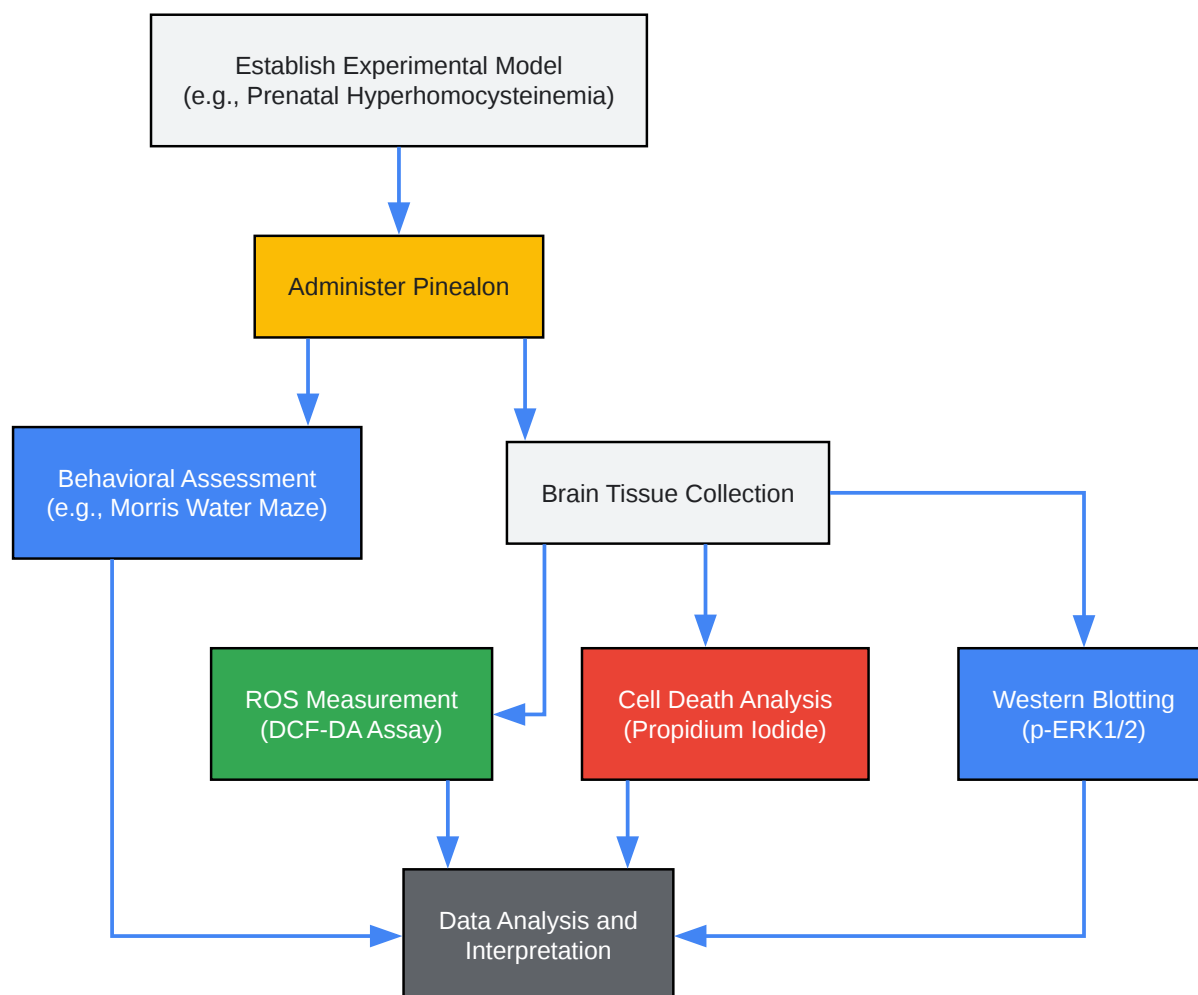 Establish Experimental Model
(e.g., Prenatal Hyperhomocysteinemia)
Administer Pinealon
Behavioral Assessment
(e.g., Morris Water Maze)
Brain Tissue Collection
ROS Measurement
(DCF-DA Assay)
Cell Death Analysis
(Propidium Iodide)
Western Blotting
(p-ERK1/2)
Data Analysis and
Interpretation